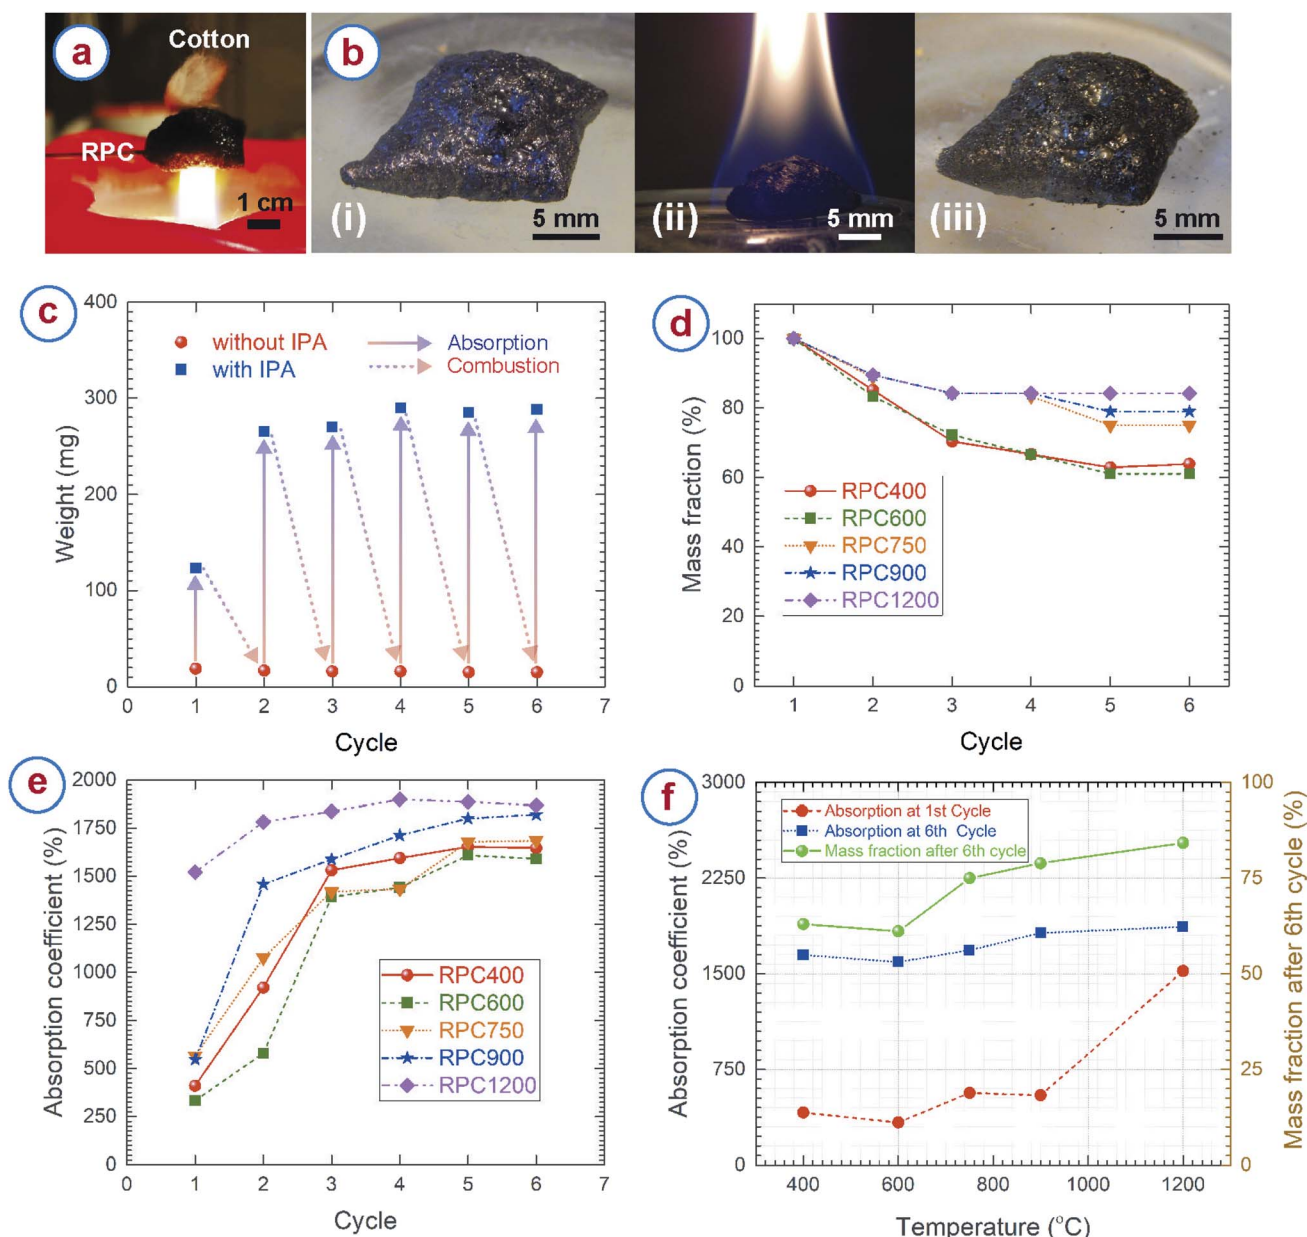 a
Cotton
RPC
1 cm
b
(i)
5 mm
(ii)
5 mm
(iii)
5 mm
c
400
300
200
100
0
Weight (mg)
without IPA
with IPA
Absorption
Combustion
0 1 2 3 4 5 6 7
Cycle
d
100
80
60
40
20
0
Mass fraction (%)
RPC400
RPC600
RPC750
RPC900
RPC1200
1 2 3 4 5 6
Cycle
e
2000
1750
1500
1250
1000
750
500
250
0
Absorption coefficient (%)
RPC400
RPC600
RPC750
RPC900
RPC1200
0 1 2 3 4 5 6 7
Cycle
f
3000
2250
1500
750
0
Absorption coefficient (%)
Absorption at 1st Cycle
Absorption at 6th Cycle
Mass fraction after 6th cycle
100
75
50
25
0
Mass fraction after 6th cycle (%)
400 600 800 1000 1200
Temperature (°C)